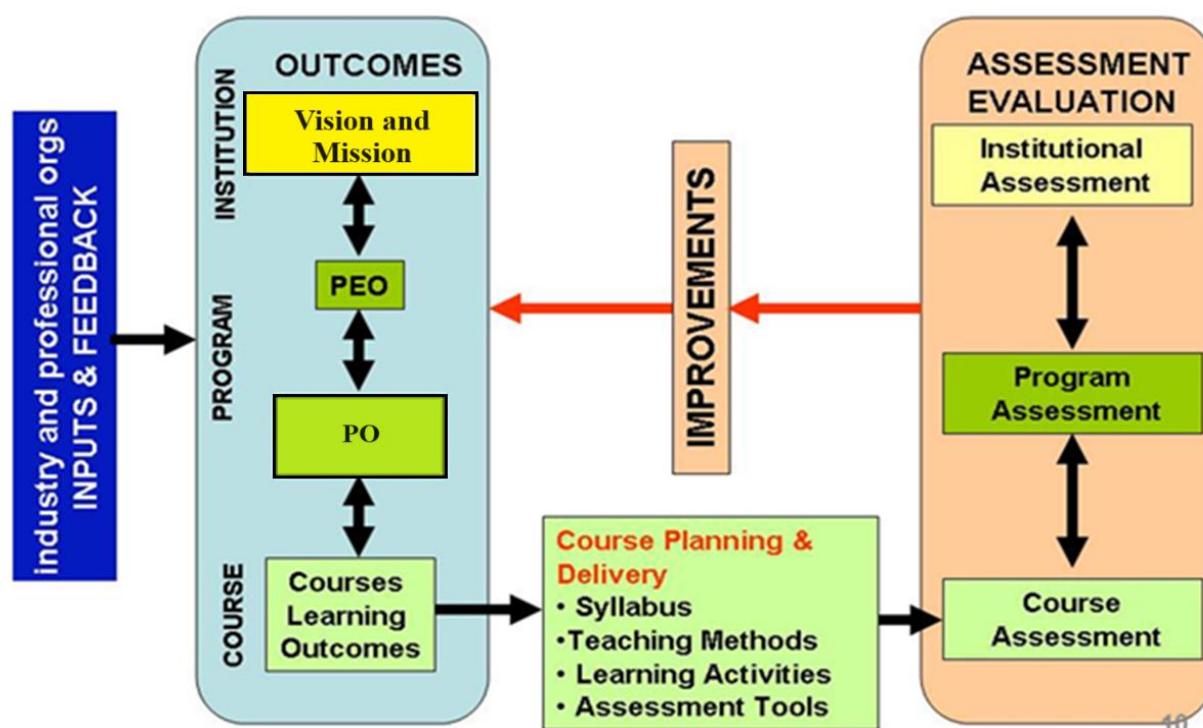 industry and professional orgs
INPUTS & FEEDBACK
OUTCOMES
INSTITUTION
Vision and
Mission
PROGRAM
PEO
PO
COURSE
Courses
Learning
Outcomes
Course Planning &
Delivery
• Syllabus
•Teaching Methods
• Learning Activities
• Assessment Tools
IMPROVEMENTS
ASSESSMENT
EVALUATION
Institutional
Assessment
Program
Assessment
Course
Assessment